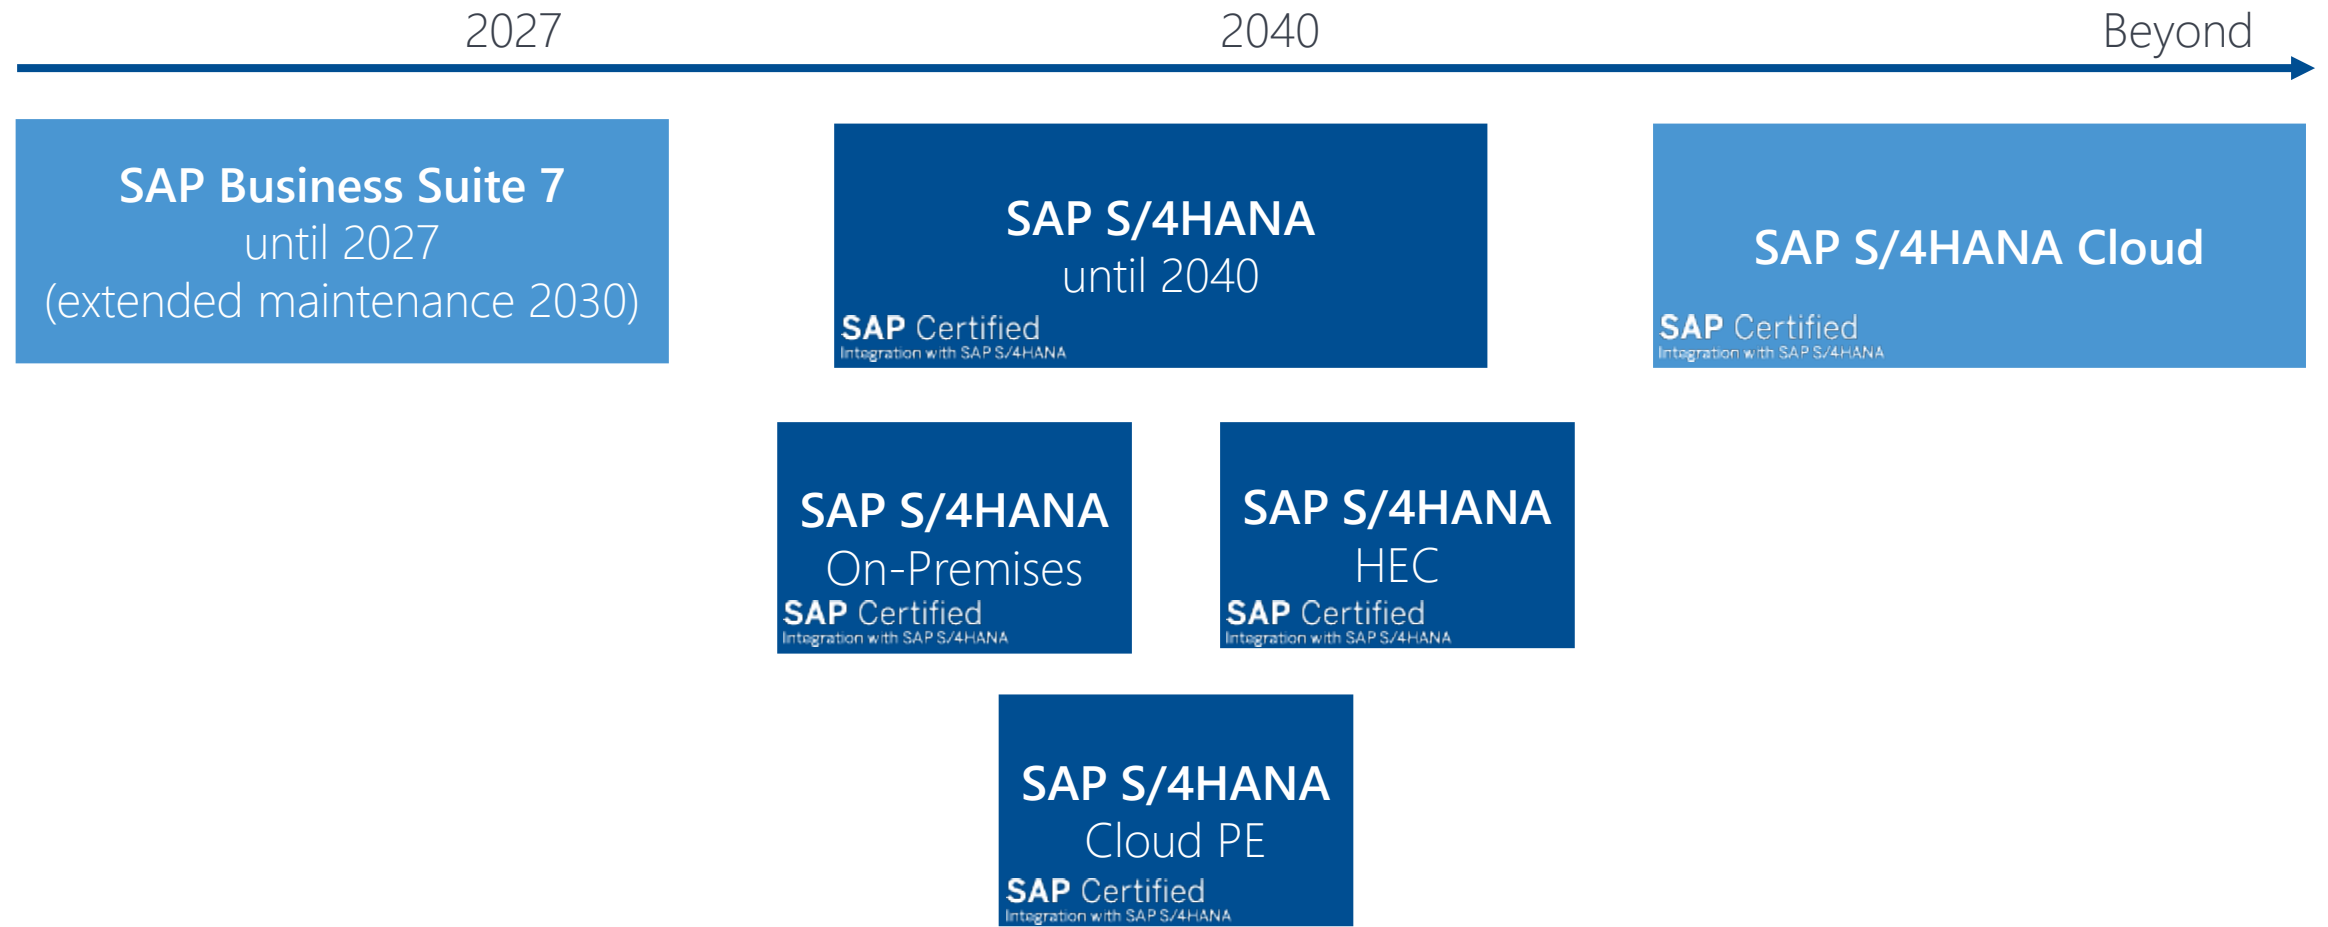 2027
2040
Beyond
SAP Business Suite 7
until 2027
(extended maintenance 2030)
SAP S/4HANA
until 2040
SAP Certified
Integration with SAP S/4HANA
SAP S/4HANA Cloud
SAP Certified
Integration with SAP S/4HANA
SAP S/4HANA
On-Premises
SAP Certified
Integration with SAP S/4HANA
SAP S/4HANA
HEC
SAP Certified
Integration with SAP S/4HANA
SAP S/4HANA
Cloud PE
SAP Certified
Integration with SAP S/4HANA